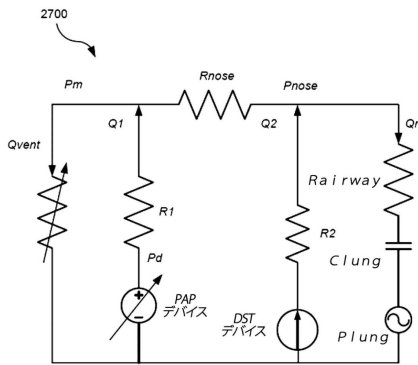 2700
Pm
Rnose
Pnose
Qvent
Q1
Q2
R1
Rairway
Pd
R2
Clung
PAP
デバイス
DST
デバイス
Plung